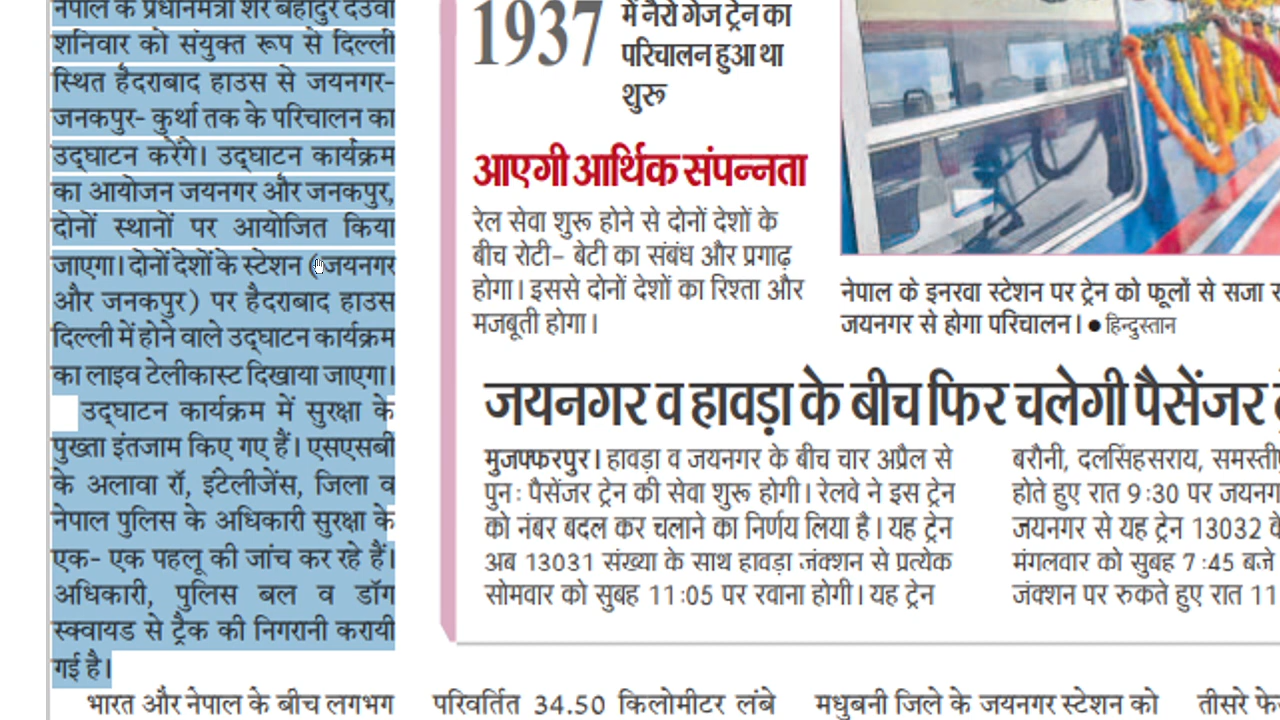 नेपाल के प्रधानमंत्री शेर बहादुर देउवा
शनिवार को संयुक्त रूप से दिल्ली
स्थित हैदराबाद हाउस से जयनगर-
जनकपुर- कुर्था तक के परिचालन का
उद्घाटन करेंगे। उद्घाटन कार्यक्रम
का आयोजन जयनगर और जनकपुर,
दोनों स्थानों पर आयोजित किया
जाएगा। दोनों देशों के स्टेशन (जयनगर
और जनकपुर) पर हैदराबाद हाउस
दिल्ली में होने वाले उद्घाटन कार्यक्रम
का लाइव टेलीकास्ट दिखाया जाएगा।
उद्घाटन कार्यक्रम में सुरक्षा के
पुख्ता इंतजाम किए गए हैं। एसएसबी
के अलावा रॉ, इंटेलीजेंस, जिला व
नेपाल पुलिस के अधिकारी सुरक्षा के
एक- एक पहलू की जांच कर रहे हैं।
अधिकारी, पुलिस बल व डॉग
स्क्वायड से ट्रैक की निगरानी करायी
गई है।
भारत और नेपाल के बीच लगभग
1937 में नैरो गेज ट्रेन का
परिचालन हुआ था
शुरू
आएगी आर्थिक संपन्नता
रेल सेवा शुरू होने से दोनों देशों के
बीच रोटी- बेटी का संबंध और प्रगाढ़
होगा। इससे दोनों देशों का रिश्ता और
मजबूती होगा।
नेपाल के इनरवा स्टेशन पर ट्रेन को फूलों से सजा
जयनगर से होगा परिचालन। ● हिन्दुस्तान
जयनगर व हावड़ा के बीच फिर चलेगी पैसेंजर
मुजफ्फरपुर। हावड़ा व जयनगर के बीच चार अप्रैल से
पुन: पैसेंजर ट्रेन की सेवा शुरू होगी। रेलवे ने इस ट्रेन
को नंबर बदल कर चलाने का निर्णय लिया है। यह ट्रेन
अब 13031 संख्या के साथ हावड़ा जंक्शन से प्रत्येक
सोमवार को सुबह 11:05 पर रवाना होगी। यह ट्रेन
बरौनी, दलसिंहसराय,
होते हुए रात 9:30 पर
जयनगर से यह ट्रेन 13032
मंगलवार को सुबह 7:45 बजे
जंक्शन पर रुकते हुए रात 11
परिवर्तित 34.50 किलोमीटर लंबे
मधुबनी जिले के जयनगर स्टेशन को
तीसरे